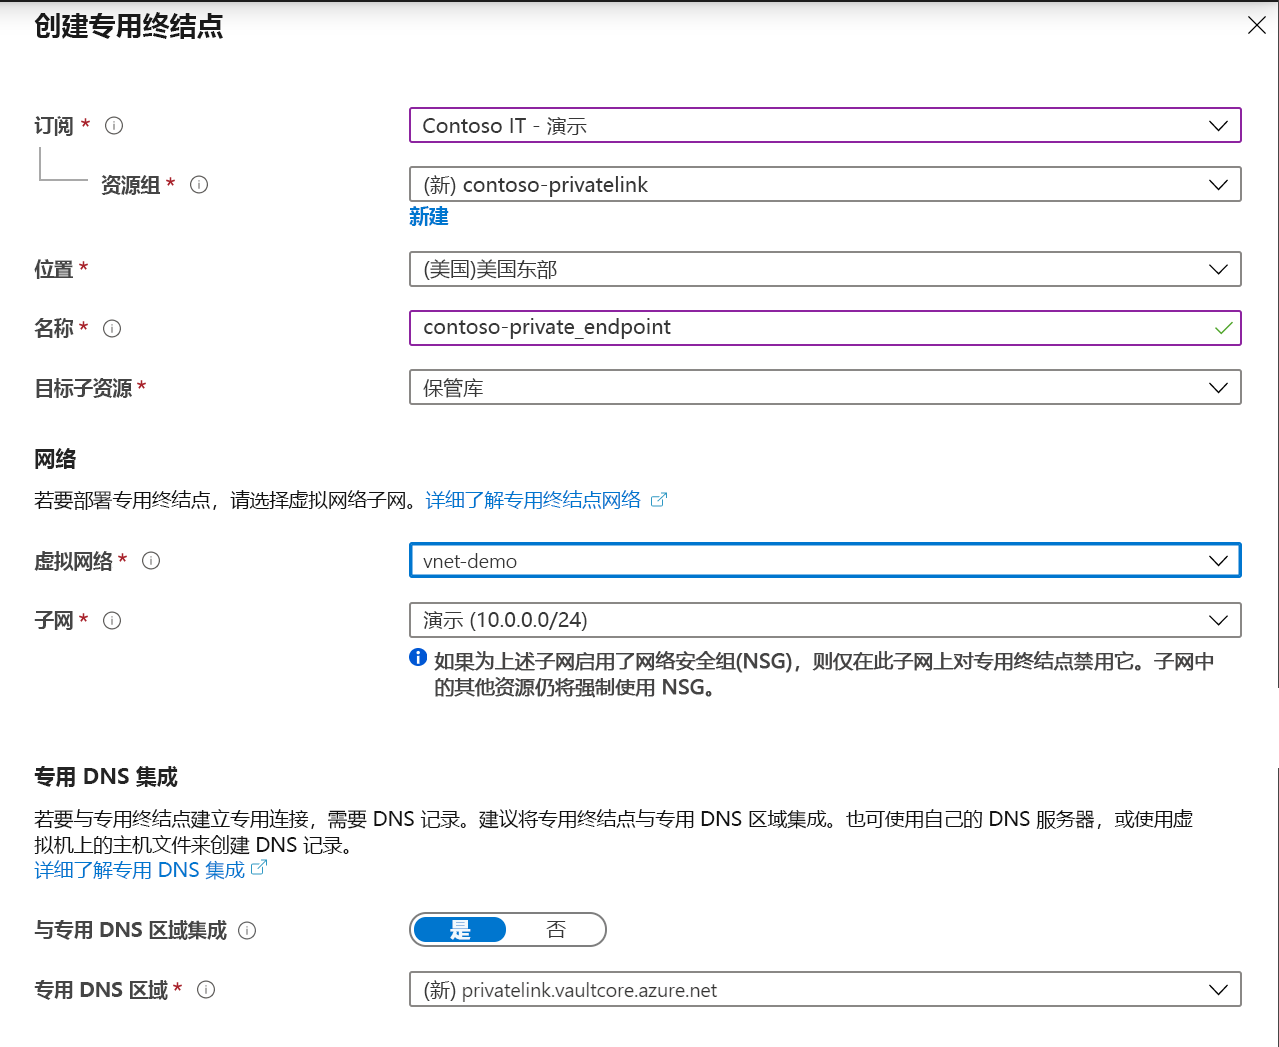 创建专用终结点
订阅 *
Contoso IT - 演示
资源组 *
(新) contoso-privatelink
新建
位置 *
(美国)美国东部
名称 *
contoso-private_endpoint
目标子资源 *
保管库
网络
若要部署专用终结点，请选择虚拟网络子网。详细了解专用终结点网络
虚拟网络 *
vnet-demo
子网 *
演示 (10.0.0.0/24)
如果为上述子网启用了网络安全组(NSG)，则仅在此子网上对专用终结点禁用它。子网中
的其他资源仍将强制使用 NSG。
专用 DNS 集成
若要与专用终结点建立专用连接，需要 DNS 记录。建议将专用终结点与专用 DNS 区域集成。也可使用自己的 DNS 服务器，或使用虚
拟机上的主机文件来创建 DNS 记录。
详细了解专用 DNS 集成
与专用 DNS 区域集成
是 否
专用 DNS 区域 *
(新) privatelink.vaultcore.azure.net